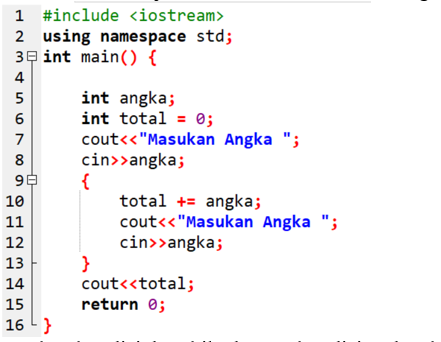 1 #include <iostream>
2 using namespace std;
3 int main() {
4
5 int angka;
6 int total = 0;
7 cout<<"Masukan Angka ";
8 cin>>angka;
9 {
10 total += angka;
11 cout<<"Masukan Angka ";
12 cin>>angka;
13 }
14 cout<<total;
15 return 0;
16 }